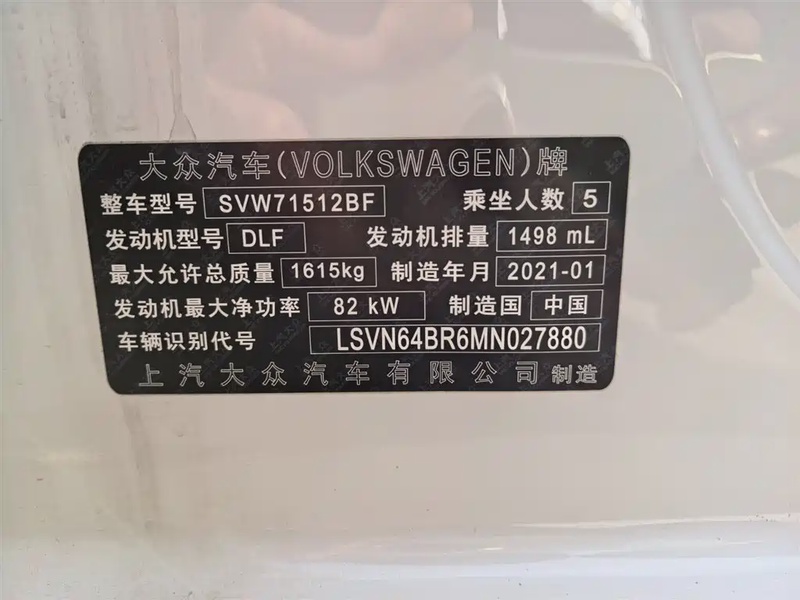 大众汽车(VOLKSWAGEN)牌
整车型号 SVW71512BF 乘坐人数 5
发动机型号 DLF 发动机排量 1498 mL
最大允许总质量 1615kg 制造年月 2021-01
发动机最大净功率 82 kW 制造国 中国
车辆识别代号 LSVN64BR6MN027880
上汽大众汽车有限公司制造